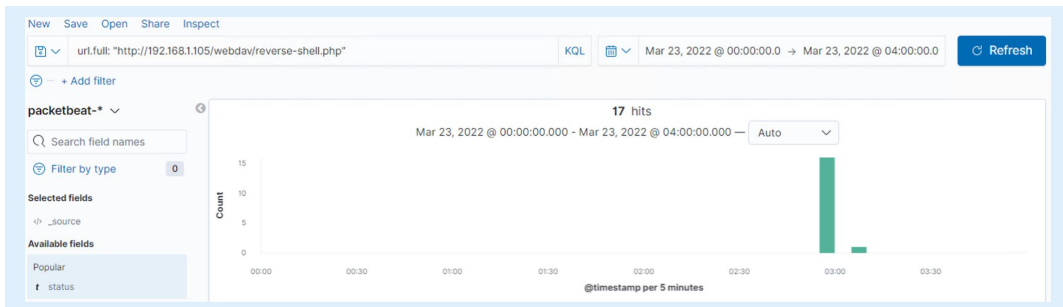 New Save Open Share Inspect
url.full: "http://192.168.1.105/webdav/reverse-shell.php" KQL Mar 23, 2022 @ 00:00:00.0 → Mar 23, 2022 @ 04:00:00.0 Refresh
+ Add filter
packetbeat-*
17 hits
Mar 23, 2022 @ 00:00:00.000 - Mar 23, 2022 @ 04:00:00.000 — Auto
Search field names
Filter by type 0
Selected fields
</> _source
Available fields
Popular
t status
15
10
5
0
Count
00:00 00:30 01:00 01:30 02:00 02:30 03:00 03:30
@timestamp per 5 minutes